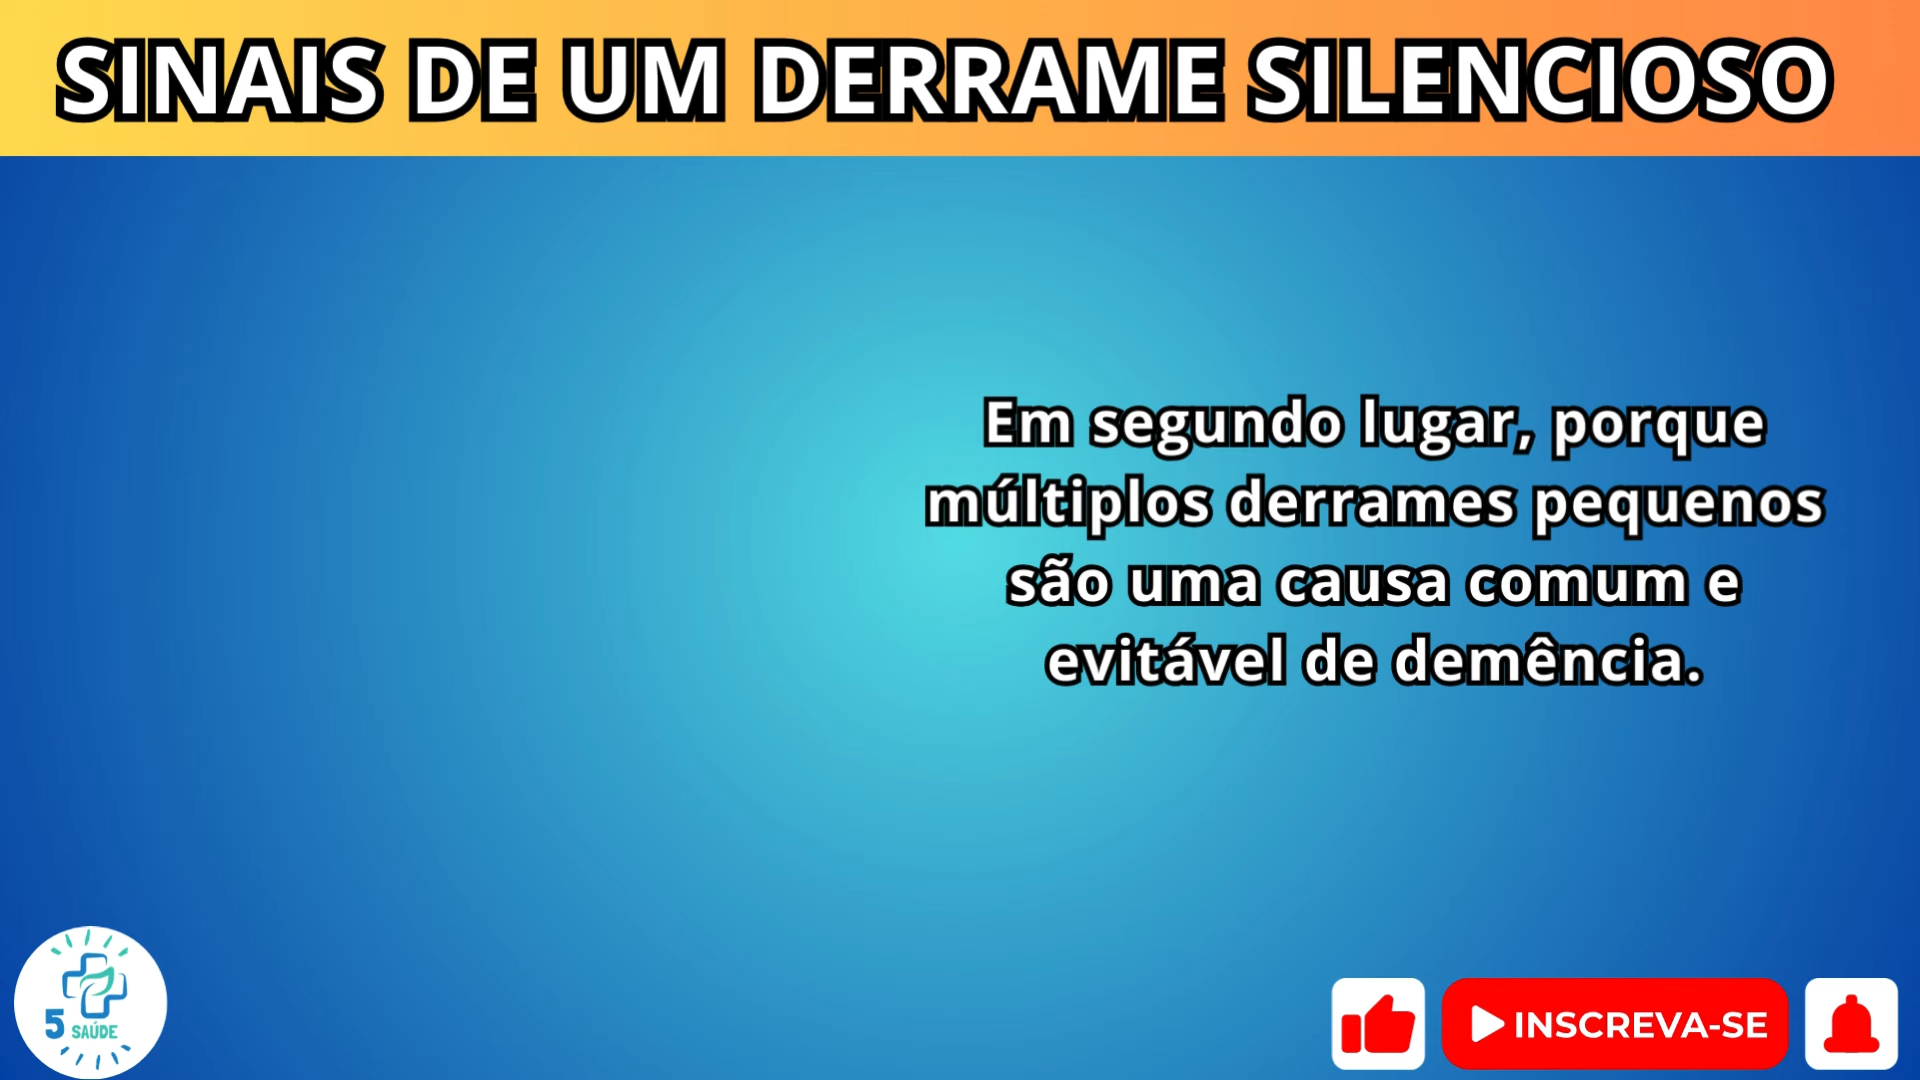 SINAIS DE UM DERRAME SILENCIOSO
Em segundo lugar, porque
múltiplos derrames pequenos
são uma causa comum e
evitável de demência.
5 SAÚDE
INSCREVA-SE